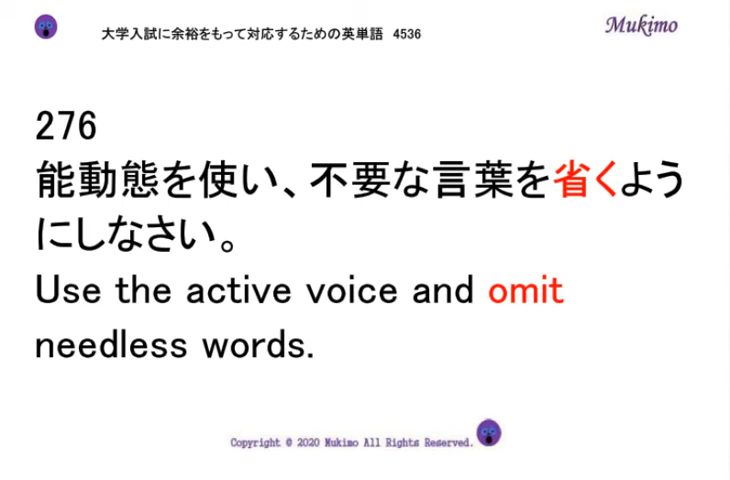 大学入試に余裕をもって対応するための英単語 4536
Mukimo
276
能動態を使い、不要な言葉を省くよう
にしなさい。
Use the active voice and omit
needless words.
Copyright © 2020 Mukimo All Rights Reserved.